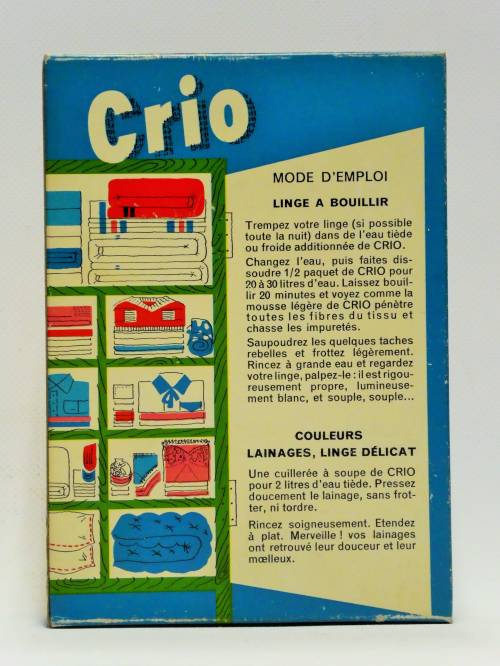 Crio
MODE D'EMPLOI
LINGE A BOUILLIR
Trempez votre linge (si possible
toute la nuit) dans de l'eau tiède
ou froide additionnée de CRIO.
Changez l'eau, puis faites dis-
soudre 1/2 paquet de CRIO pour
20 à 30 litres d'eau. Laissez bouil-
lir 20 minutes et voyez comme la
mousse légère de CRIO pénètre
toutes les fibres du tissu et
chasse les impuretés.
Saupoudrez les quelques taches
rebelles et frottez légèrement.
Rincez à grande eau et regardez
votre linge, palpez-le : il est rigou-
reusement propre, lumineuse-
ment blanc, et souple, souple...
COULEURS
LAINAGES, LINGE DÉLICAT
Une cuillerée à soupe de CRIO
pour 2 litres d'eau tiède. Pressez
doucement le lainage, sans frot-
ter, ni tordre.
Rincez soigneusement. Etendez
à plat. Merveille ! vos lainages
ont retrouvé leur douceur et leur
mœlleux.